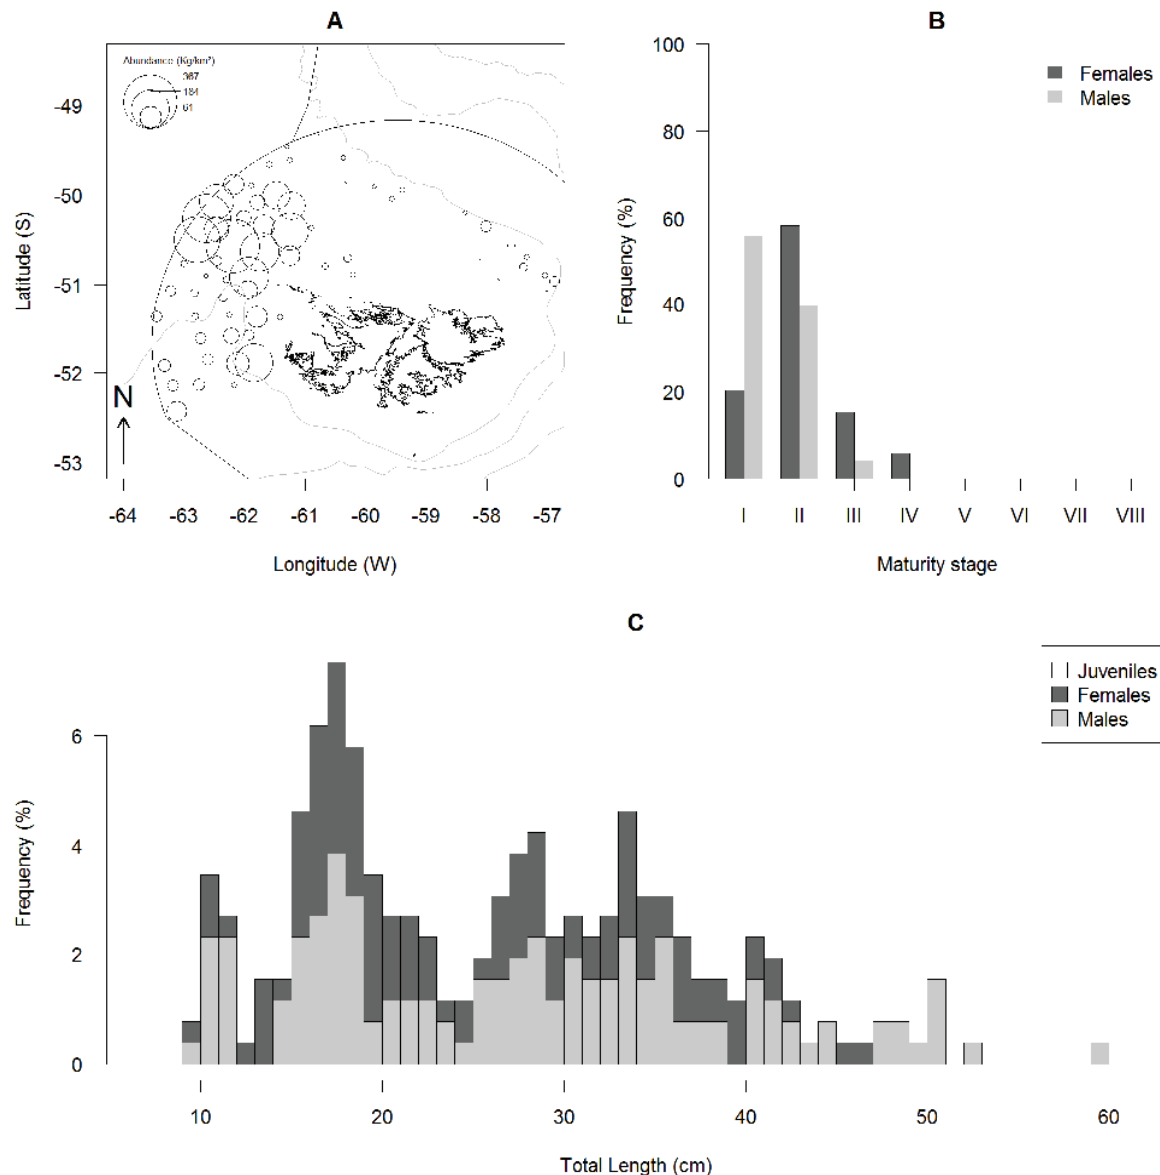 A
Abundance (Kg/km²)
367
184
61
-49
-50
-51
-52
-53
Latitude (S)
N
-64 -63 -62 -61 -60 -59 -58 -57
Longitude (W)
B
100
80
60
40
20
0
Frequency (%)
Females
Males
I II III IV V VI VII VIII
Maturity stage
C
Juveniles
Females
Males
6
4
2
0
Frequency (%)
10 20 30 40 50 60
Total Length (cm)